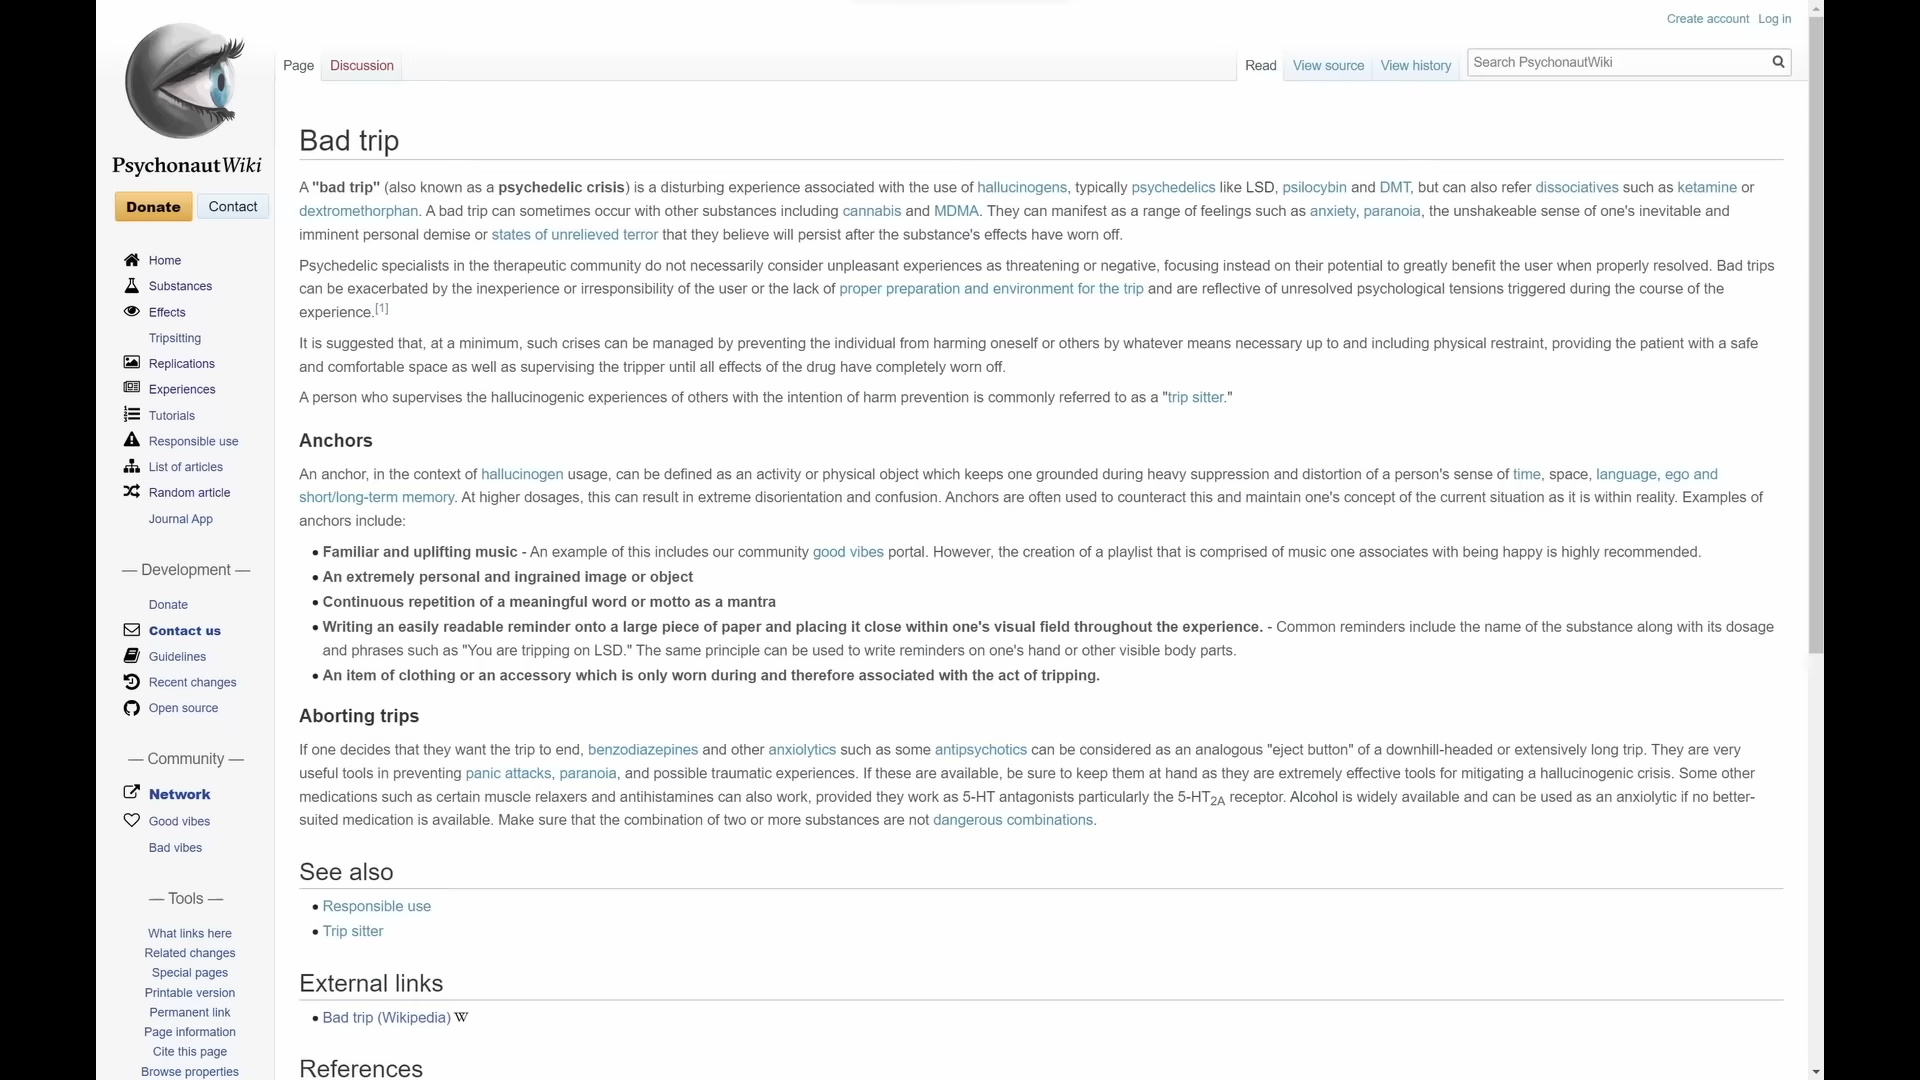 Create account Log in
Page Discussion Read View source View history Search PsychonautWiki
PsychonautWiki
Donate Contact
Home
Substances
Effects
Tripsitting
Replications
Experiences
Tutorials
Responsible use
List of articles
Random article
Journal App
— Development —
Donate
Contact us
Guidelines
Recent changes
Open source
— Community —
Network
Good vibes
Bad vibes
— Tools —
What links here
Related changes
Special pages
Printable version
Permanent link
Page information
Cite this page
Browse properties
Bad trip
A "bad trip" (also known as a psychedelic crisis) is a disturbing experience associated with the use of hallucinogens, typically psychedelics like LSD, psilocybin and DMT, but can also refer dissociatives such as ketamine or
dextromethorphan. A bad trip can sometimes occur with other substances including cannabis and MDMA. They can manifest as a range of feelings such as anxiety, paranoia, the unshakeable sense of one's inevitable and
imminent personal demise or states of unrelieved terror that they believe will persist after the substance's effects have worn off.
Psychedelic specialists in the therapeutic community do not necessarily consider unpleasant experiences as threatening or negative, focusing instead on their potential to greatly benefit the user when properly resolved. Bad trips
can be exacerbated by the inexperience or irresponsibility of the user or the lack of proper preparation and environment for the trip and are reflective of unresolved psychological tensions triggered during the course of the
experience.[1]
It is suggested that, at a minimum, such crises can be managed by preventing the individual from harming oneself or others by whatever means necessary up to and including physical restraint, providing the patient with a safe
and comfortable space as well as supervising the tripper until all effects of the drug have completely worn off.
A person who supervises the hallucinogenic experiences of others with the intention of harm prevention is commonly referred to as a "trip sitter."
Anchors
An anchor, in the context of hallucinogen usage, can be defined as an activity or physical object which keeps one grounded during heavy suppression and distortion of a person's sense of time, space, language, ego and
short/long-term memory. At higher dosages, this can result in extreme disorientation and confusion. Anchors are often used to counteract this and maintain one's concept of the current situation as it is within reality. Examples of
anchors include:
• Familiar and uplifting music - An example of this includes our community good vibes portal. However, the creation of a playlist that is comprised of music one associates with being happy is highly recommended.
• An extremely personal and ingrained image or object
• Continuous repetition of a meaningful word or motto as a mantra
• Writing an easily readable reminder onto a large piece of paper and placing it close within one's visual field throughout the experience. - Common reminders include the name of the substance along with its dosage
and phrases such as "You are tripping on LSD." The same principle can be used to write reminders on one's hand or other visible body parts.
• An item of clothing or an accessory which is only worn during and therefore associated with the act of tripping.
Aborting trips
If one decides that they want the trip to end, benzodiazepines and other anxiolytics such as some antipsychotics can be considered as an analogous "eject button" of a downhill-headed or extensively long trip. They are very
useful tools in preventing panic attacks, paranoia, and possible traumatic experiences. If these are available, be sure to keep them at hand as they are extremely effective tools for mitigating a hallucinogenic crisis. Some other
medications such as certain muscle relaxers and antihistamines can also work, provided they work as 5-HT antagonists particularly the 5-HT2A receptor. Alcohol is widely available and can be used as an anxiolytic if no better-
suited medication is available. Make sure that the combination of two or more substances are not dangerous combinations.
See also
• Responsible use
• Trip sitter
External links
• Bad trip (Wikipedia) W
References